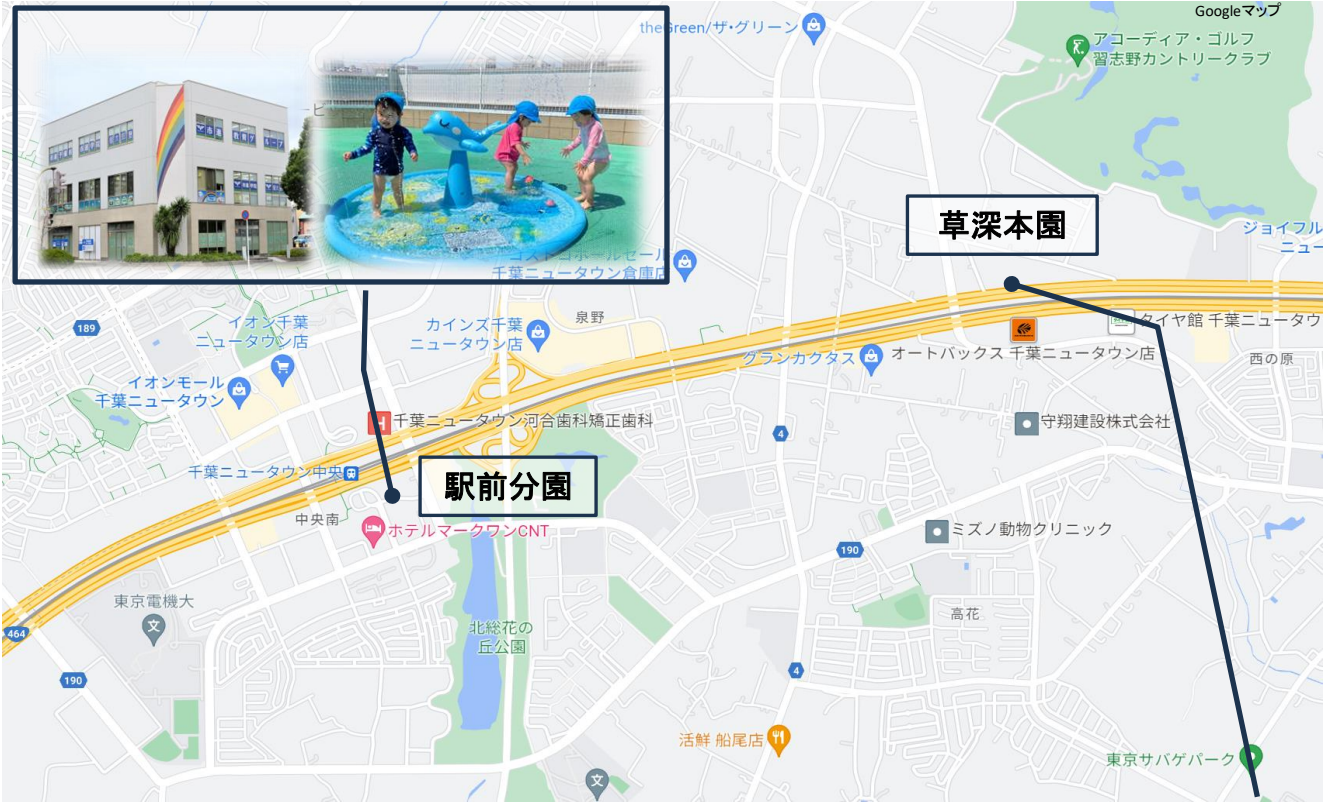 Googleマップ
theGreen/ザ・グリーン
アコーディア・ゴルフ
習志野カントリークラブ
草深本園
ジョイフル
ニュー
コストコホールセール
千葉ニュータウン倉庫店
189
イオン千葉
ニュータウン店
カインズ千葉
ニュータウン店
泉野
タイヤ館 千葉ニュータウ
グランカクタス
オートバックス 千葉ニュータウン店
西の原
イオンモール
千葉ニュータウン
千葉ニュータウン河合歯科矯正歯科
4
守翔建設株式会社
千葉ニュータウン中央
駅前分園
中央南
ホテルマークワンCNT
ミズノ動物クリニック
190
東京電機大
文
464
北総花の
丘公園
高花
190
4
活鮮 船尾店
東京サバゲパーク
文